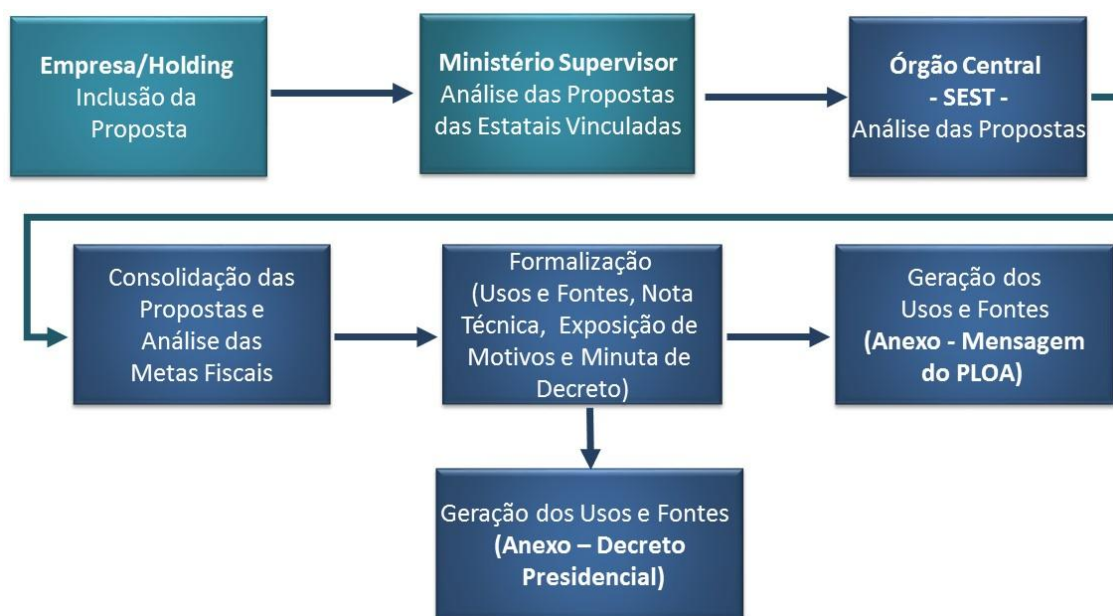 Empresa/Holding
Inclusão da
Proposta
Ministério Supervisor
Análise das Propostas
das Estatais Vinculadas
Órgão Central
- SEST -
Análise das Propostas
Consolidação das
Propostas e
Análise das
Metas Fiscais
Formalização
(Usos e Fontes, Nota
Técnica, Exposição de
Motivos e Minuta de
Decreto)
Geração dos
Usos e Fontes
(Anexo - Mensagem
do PLOA)
Geração dos Usos e Fontes
(Anexo – Decreto
Presidencial)